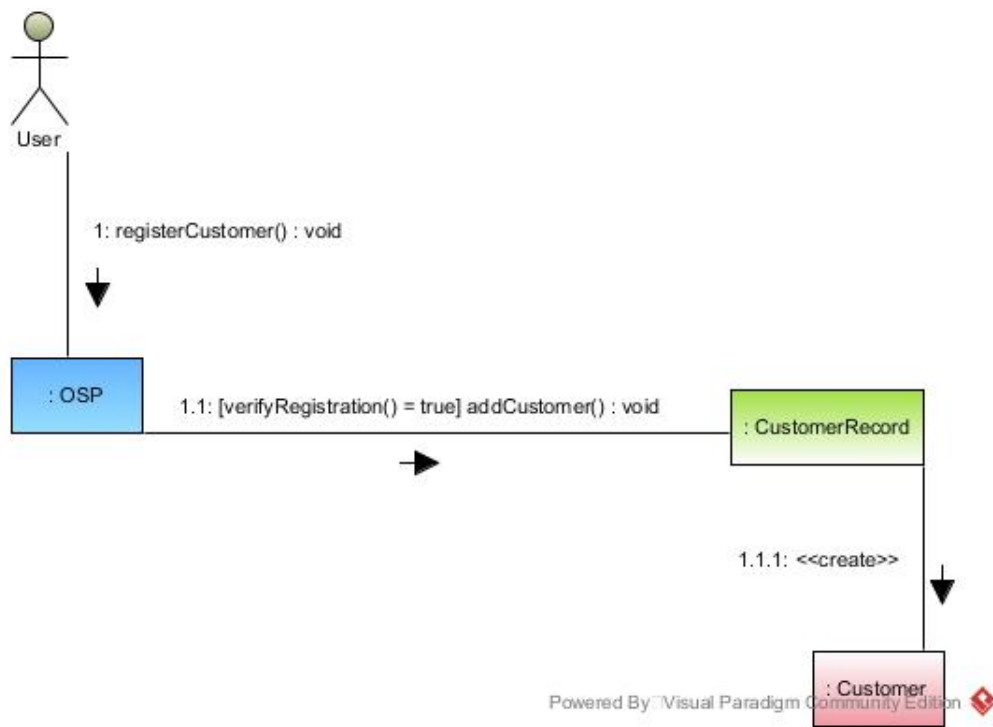 User
1: registerCustomer() : void
: OSP
1.1: [verifyRegistration() = true] addCustomer() : void
: CustomerRecord
1.1.1: <<create>>
: Customer
Powered By Visual Paradigm Community Edition